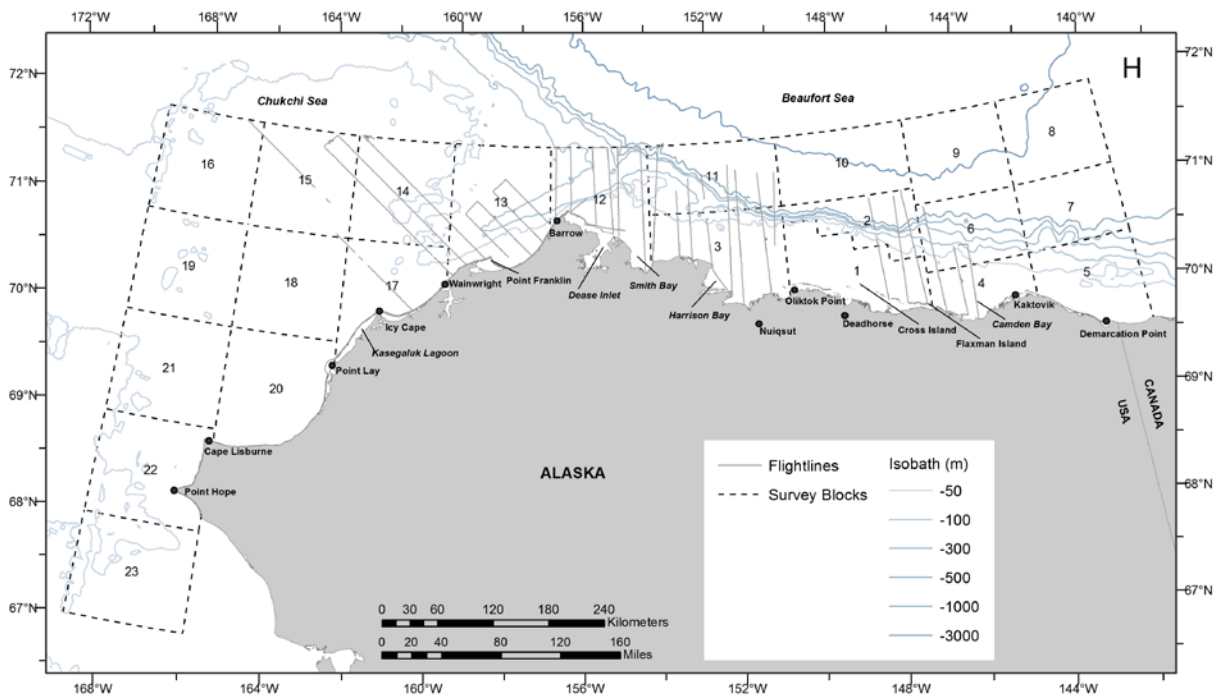 172°W 168°W 164°W 160°W 156°W 152°W 148°W 144°W 140°W
72°N
72°N
H
Chukchi Sea
Beaufort Sea
8
9
10
16
15
14
13
12
11
71°N
71°N
7
6
2
3
19
18
17
Barrow
Wainwright
Point Franklin
Dease Inlet
Smith Bay
Harrison Bay
1
4
5
70°N
70°N
Oliktok Point
Kaktovik
Icy Cape
Nuiqsut
Deadhorse
Cross Island
Camden Bay
Flaxman Island
Demarcation Point
Kasegaluk Lagoon
Point Lay
21
20
69°N
69°N
CANADA
USA
Cape Lisburne
22
Point Hope
ALASKA
68°N
68°N
23
67°N
67°N
Flightlines
Survey Blocks
Isobath (m)
-50
-100
-300
-500
-1000
-3000
0 30 60 120 180 240
Kilometers
0 20 40 80 120 160
Miles
168°W 164°W 160°W 156°W 152°W 148°W 144°W 140°W